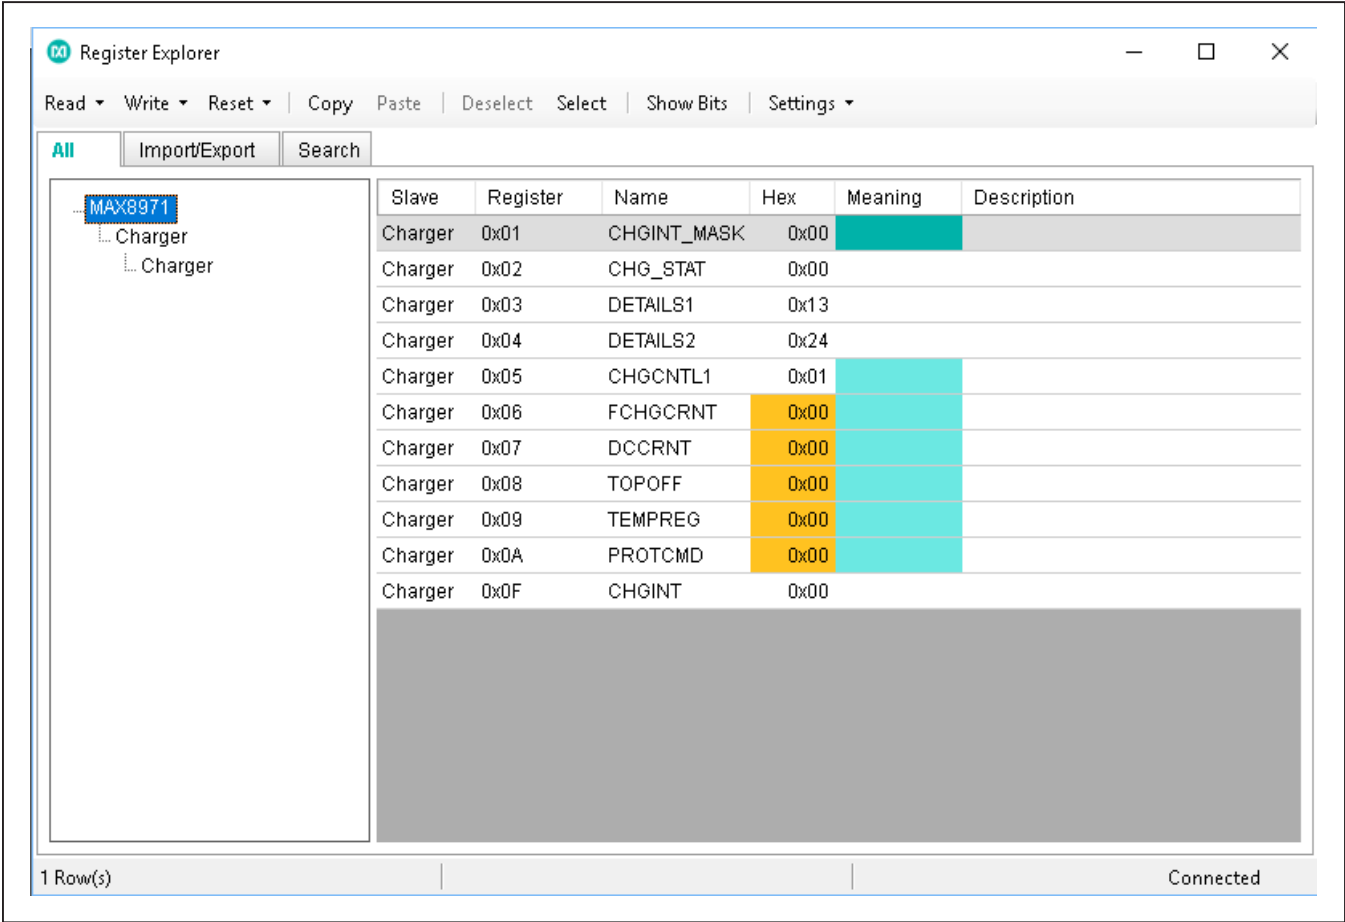 Register Explorer
Read Write Reset Copy Paste Deselect Select Show Bits Settings
All Import/Export Search
MAX8971
Charger
Charger
Slave Register Name Hex Meaning Description
Charger 0x01 CHGINT_MASK 0x00
Charger 0x02 CHG_STAT 0x00
Charger 0x03 DETAILS1 0x13
Charger 0x04 DETAILS2 0x24
Charger 0x05 CHGCNTL1 0x01
Charger 0x06 FCHGCRNT 0x00
Charger 0x07 DCCRNT 0x00
Charger 0x08 TOPOFF 0x00
Charger 0x09 TEMPREG 0x00
Charger 0x0A PROTCMD 0x00
Charger 0x0F CHGINT 0x00
1 Row(s) Connected